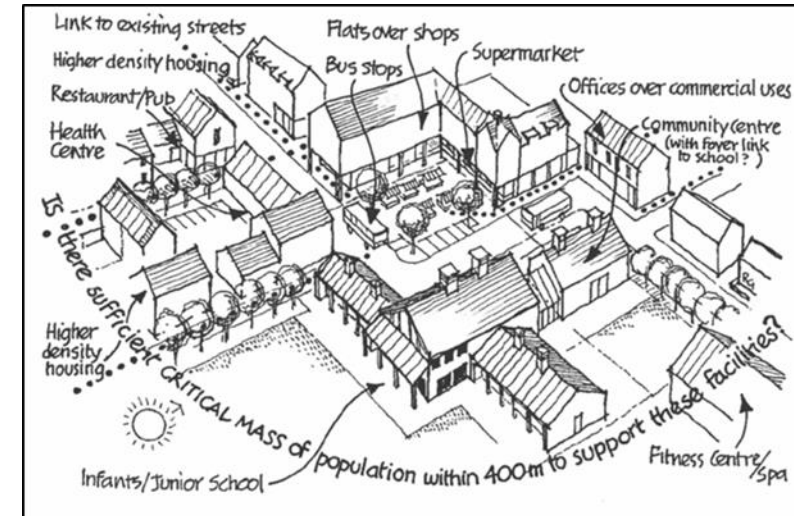 Link to existing streets
Higher density housing
Restaurant/Pub
Health
Centre
Flats over shops
Bus stops
Supermarket
Offices over commercial uses
Community Centre
(with foyer link
to school?)
Is there sufficient CRITICAL MASS of population within 400m to support these facilities?
Higher
density
housing
Infants/Junior School
Fitness Centre/
Spa